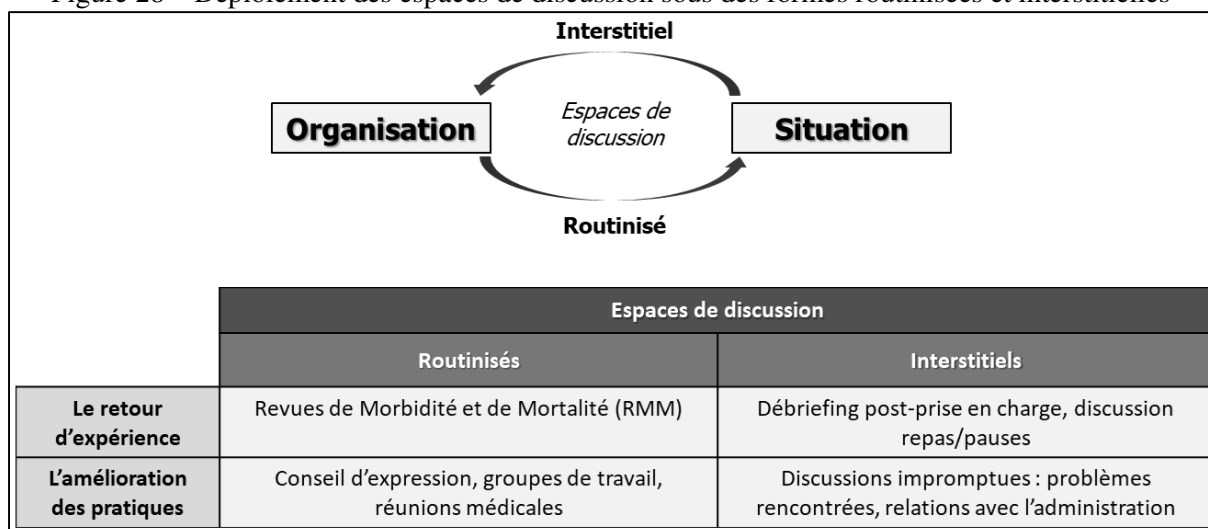 Figure 28 – Déploiement des espaces de discussion sous des formes routinisées et interstitielles
Interstitiel
Organisation
Espaces de
discussion
Situation
Routinisé
Espaces de discussion
Routinisés
Interstitiels
Le retour
d'expérience
Revues de Morbidité et de Mortalité (RMM)
Débriefing post-prise en charge, discussion
repas/pauses
L'amélioration
des pratiques
Conseil d'expression, groupes de travail,
réunions médicales
Discussions impromptues : problèmes
rencontrées, relations avec l'administration